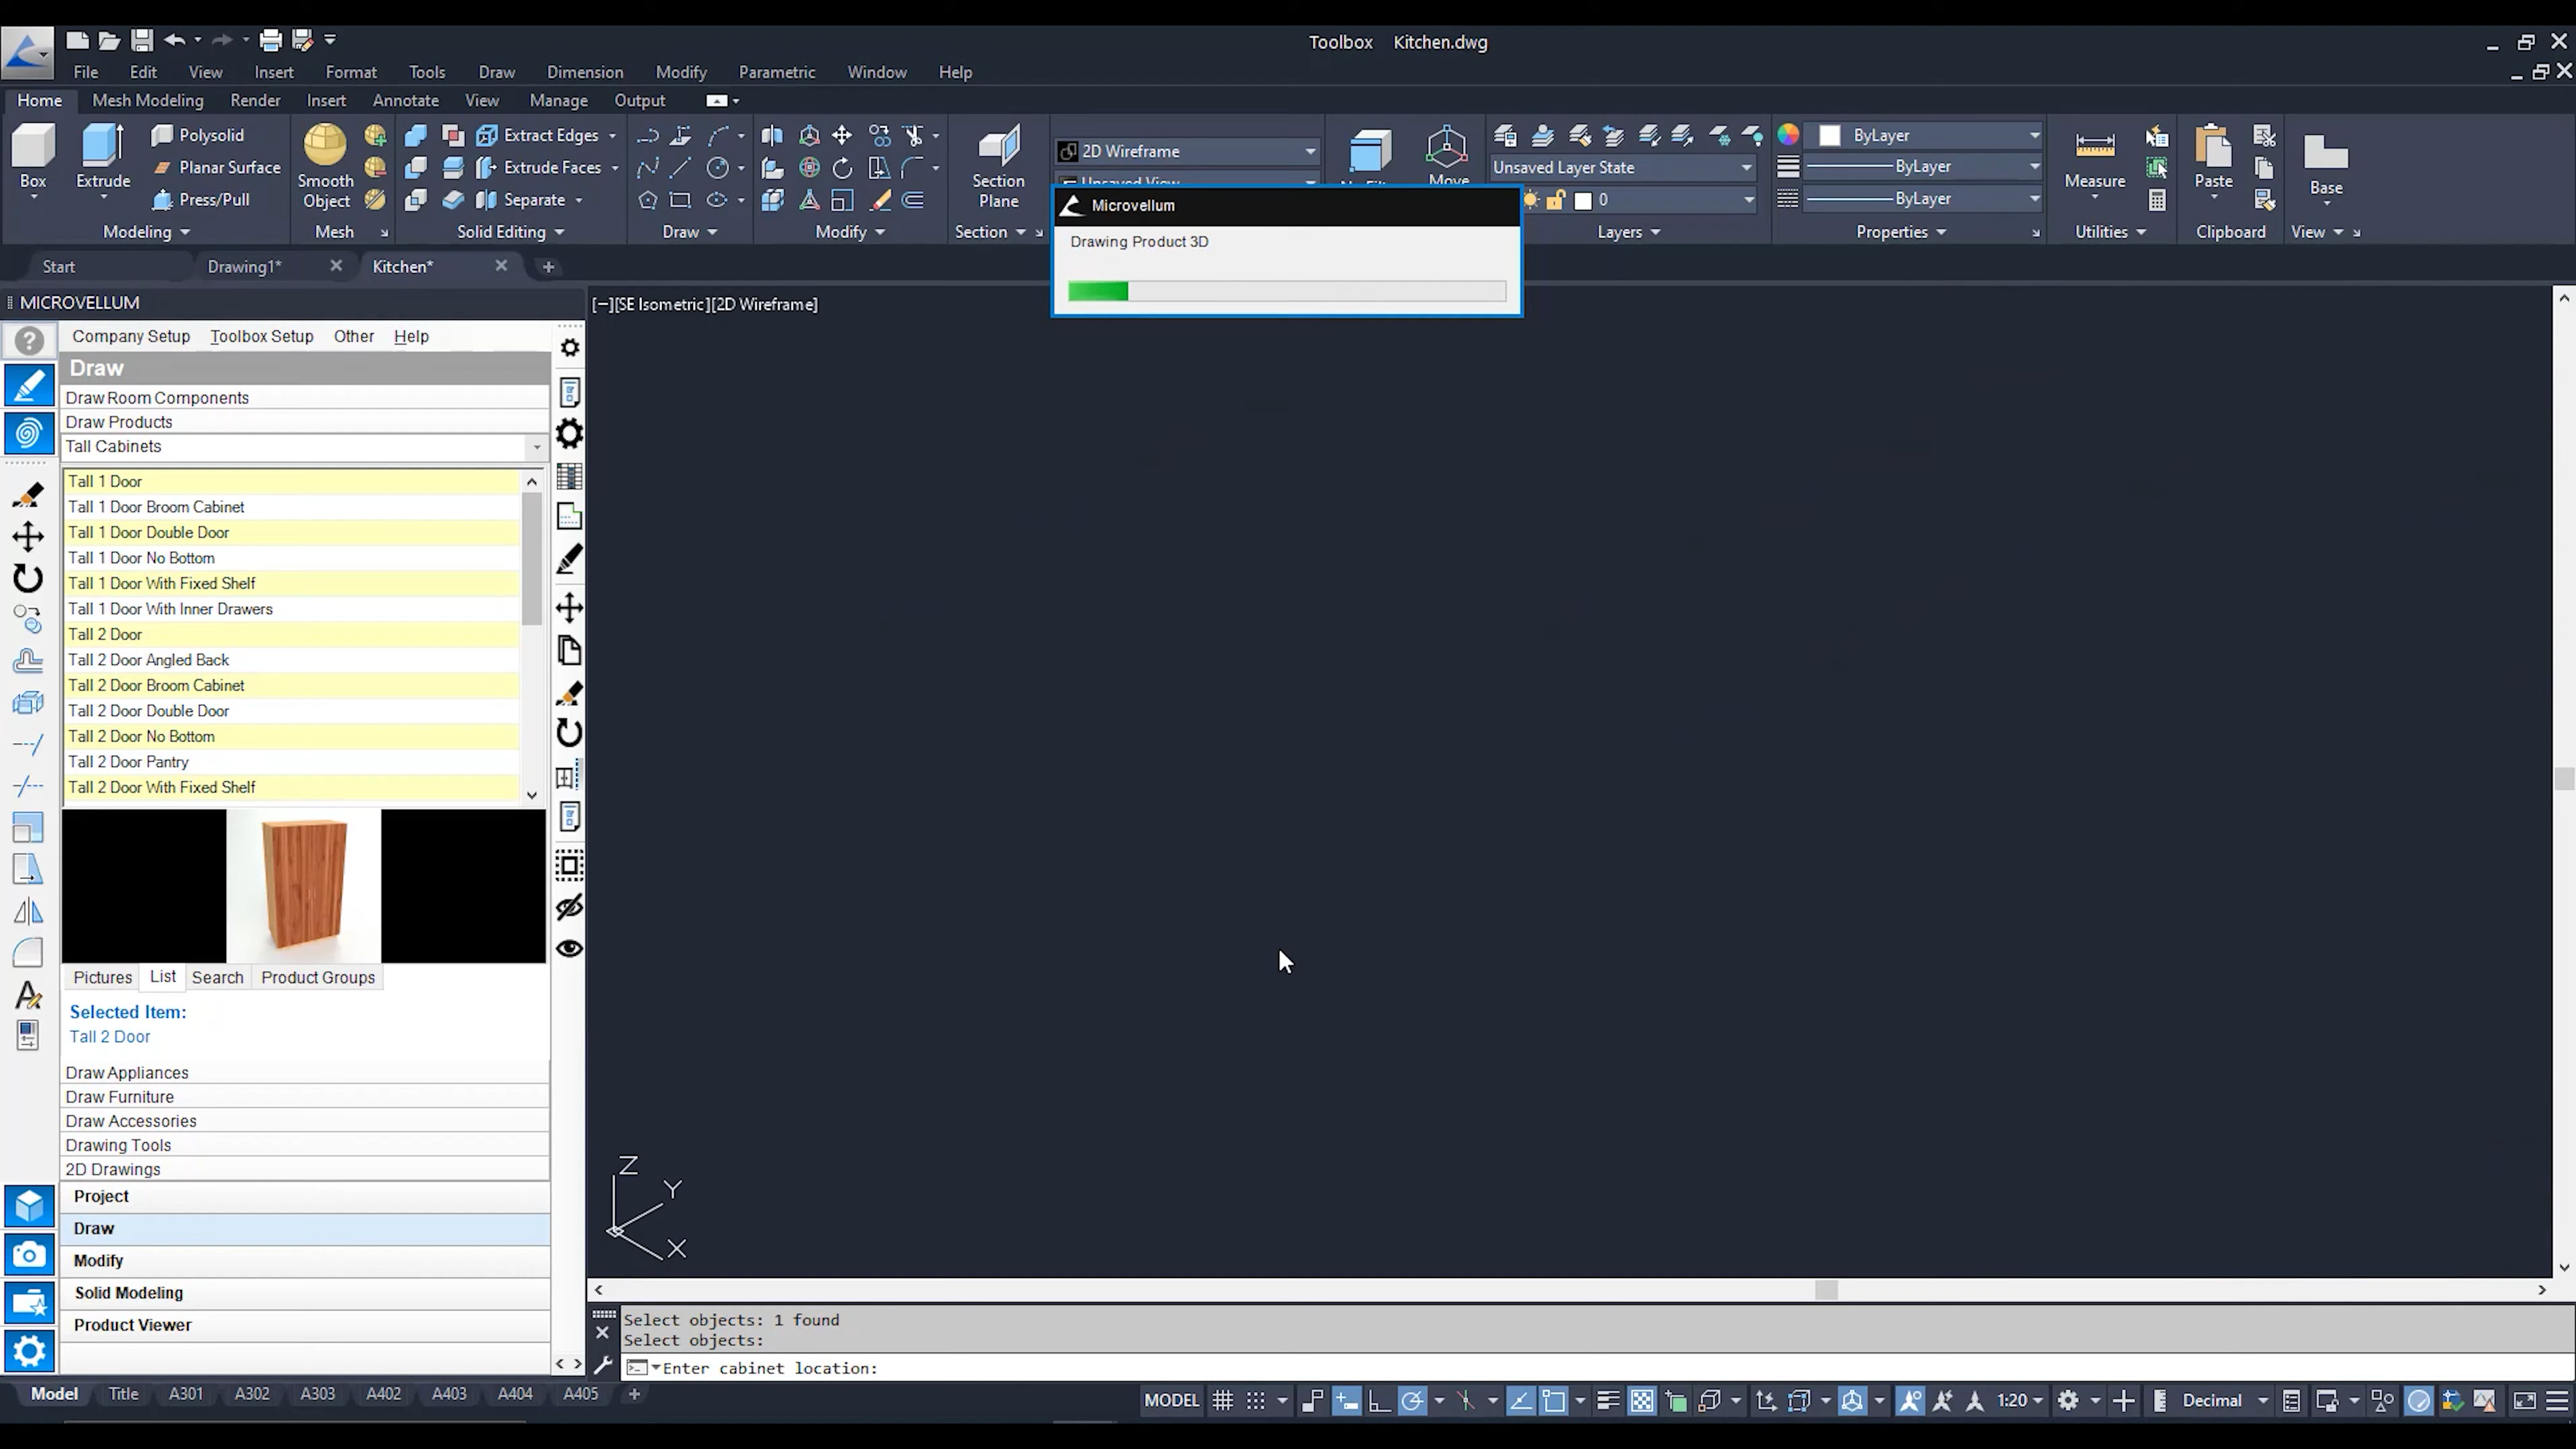 Toolbox Kitchen.dwg
File Edit View Insert Format Tools Draw Dimension Modify Parametric Window Help
Home Mesh Modeling Render Insert Annotate View Manage Output
Polysolid
Planar Surface
Press/Pull
Box
Extrude
Smooth
Object
Extract Edges
Extrude Faces
Separate
Section
Plane
2D Wireframe
Move
Unsaved Layer State
0
ByLayer
ByLayer
ByLayer
Measure
Paste
Base
Modeling Mesh Solid Editing Draw Modify Section Layers Properties Utilities Clipboard View
Microvellum
Drawing Product 3D
Start Drawing1* Kitchen*
MICROVELLUM
[−][SE Isometric][2D Wireframe]
Company Setup Toolbox Setup Other Help
Draw
Draw Room Components
Draw Products
Tall Cabinets
Tall 1 Door
Tall 1 Door Broom Cabinet
Tall 1 Door Double Door
Tall 1 Door No Bottom
Tall 1 Door With Fixed Shelf
Tall 1 Door With Inner Drawers
Tall 2 Door
Tall 2 Door Angled Back
Tall 2 Door Broom Cabinet
Tall 2 Door Double Door
Tall 2 Door No Bottom
Tall 2 Door Pantry
Tall 2 Door With Fixed Shelf
Pictures List Search Product Groups
Selected Item:
Tall 2 Door
Draw Appliances
Draw Furniture
Draw Accessories
Drawing Tools
2D Drawings
Project
Draw
Modify
Solid Modeling
Product Viewer
Z
Y
X
Select objects: 1 found
Select objects:
Enter cabinet location:
Model Title A301 A302 A303 A402 A403 A404 A405
MODEL 1:20 Decimal